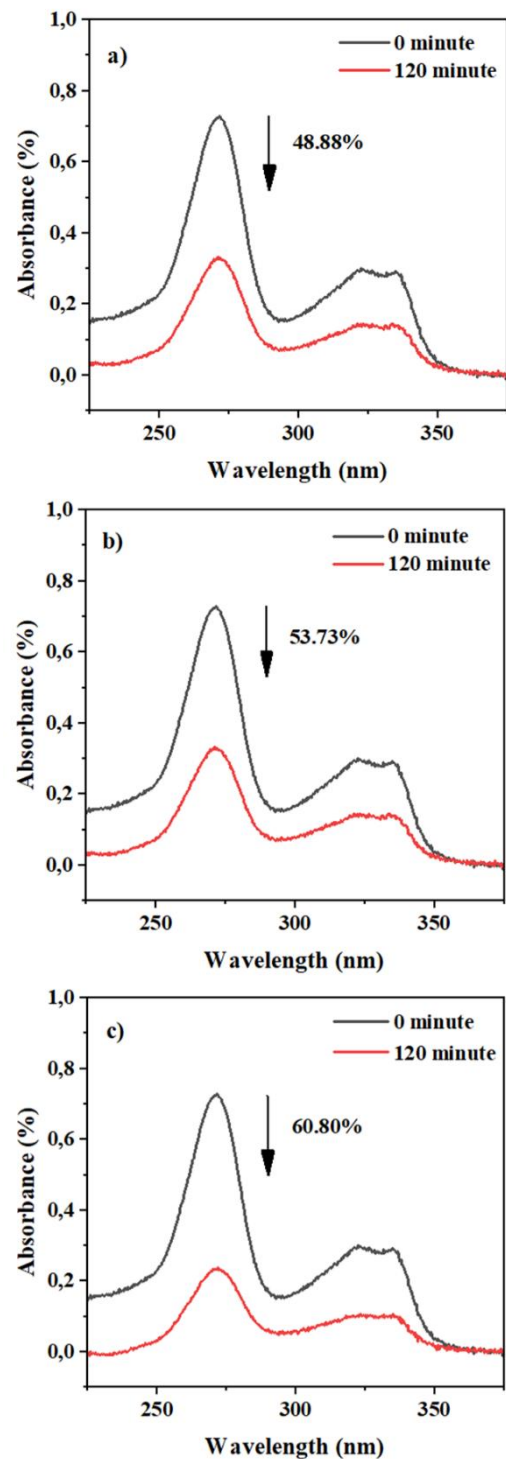 a)
0 minute
120 minute
48.88%
1,0
0,8
0,6
0,4
0,2
0,0
Absorbance (%)
250
300
350
Wavelength (nm)
b)
0 minute
120 minute
53.73%
1,0
0,8
0,6
0,4
0,2
0,0
Absorbance (%)
250
300
350
Wavelength (nm)
c)
0 minute
120 minute
60.80%
1,0
0,8
0,6
0,4
0,2
0,0
Absorbance (%)
250
300
350
Wavelength (nm)